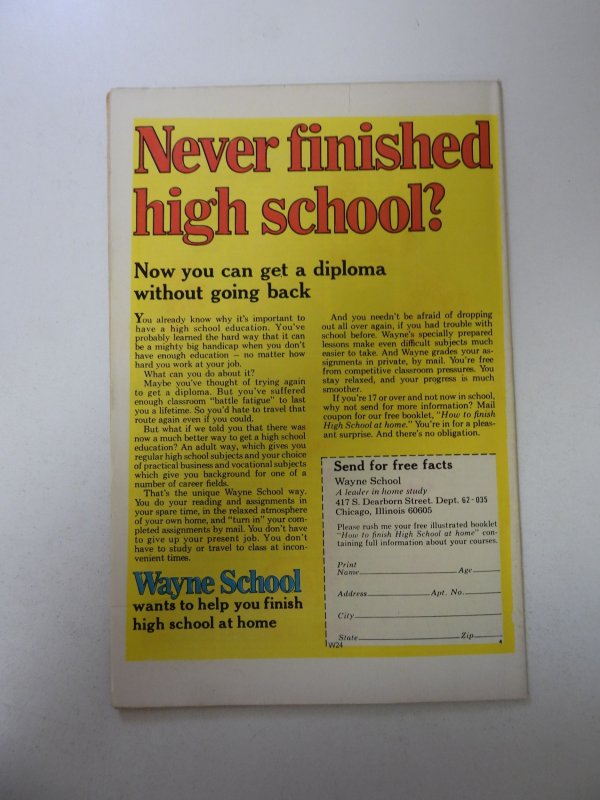 Never finished
high school?
Now you can get a diploma
without going back
You already know why it's important to
have a high school education. You've
probably learned the hard way that it can
be a mighty big handicap when you don't
have enough education — no matter how
hard you work at your job.
What can you do about it?
Maybe you've thought of trying again
to get a diploma. But you've suffered
enough classroom "battle fatigue" to last
you a lifetime. So you'd hate to travel that
route again even if you could.
But what if we told you that there was
now a much better way to get a high school
education? An adult way, which gives you
regular high school subjects and your choice
of practical business and vocational subjects
which give you background for one of a
number of career fields.
That's the unique Wayne School way.
You do your reading and assignments in
your spare time, in the relaxed atmosphere
of your own home, and "turn in" your com-
pleted assignments by mail. You don't have
to give up your present job. You don't
have to study or travel to class at incon-
venient times.
Wayne School
wants to help you finish
high school at home
And you needn't be afraid of dropping
out all over again, if you had trouble with
school before. Wayne's specially prepared
lessons make even difficult subjects much
easier to take. And Wayne grades your as-
signments in private, by mail. You're free
from competitive classroom pressures. You
stay relaxed, and your progress is much
smoother.
If you're 17 or over and not now in school,
why not send for more information? Mail
coupon for our free booklet, "How to finish
High School at home." You're in for a pleas-
ant surprise. And there's no obligation.
Send for free facts
Wayne School
A leader in home study
417 S. Dearborn Street. Dept. 62-035
Chicago, Illinois 60605
Please rush me your free illustrated booklet
"How to finish High School at home" con-
taining full information about your courses.
Print
Name Age
Address Apt. No.
City
State Zip
W24 4